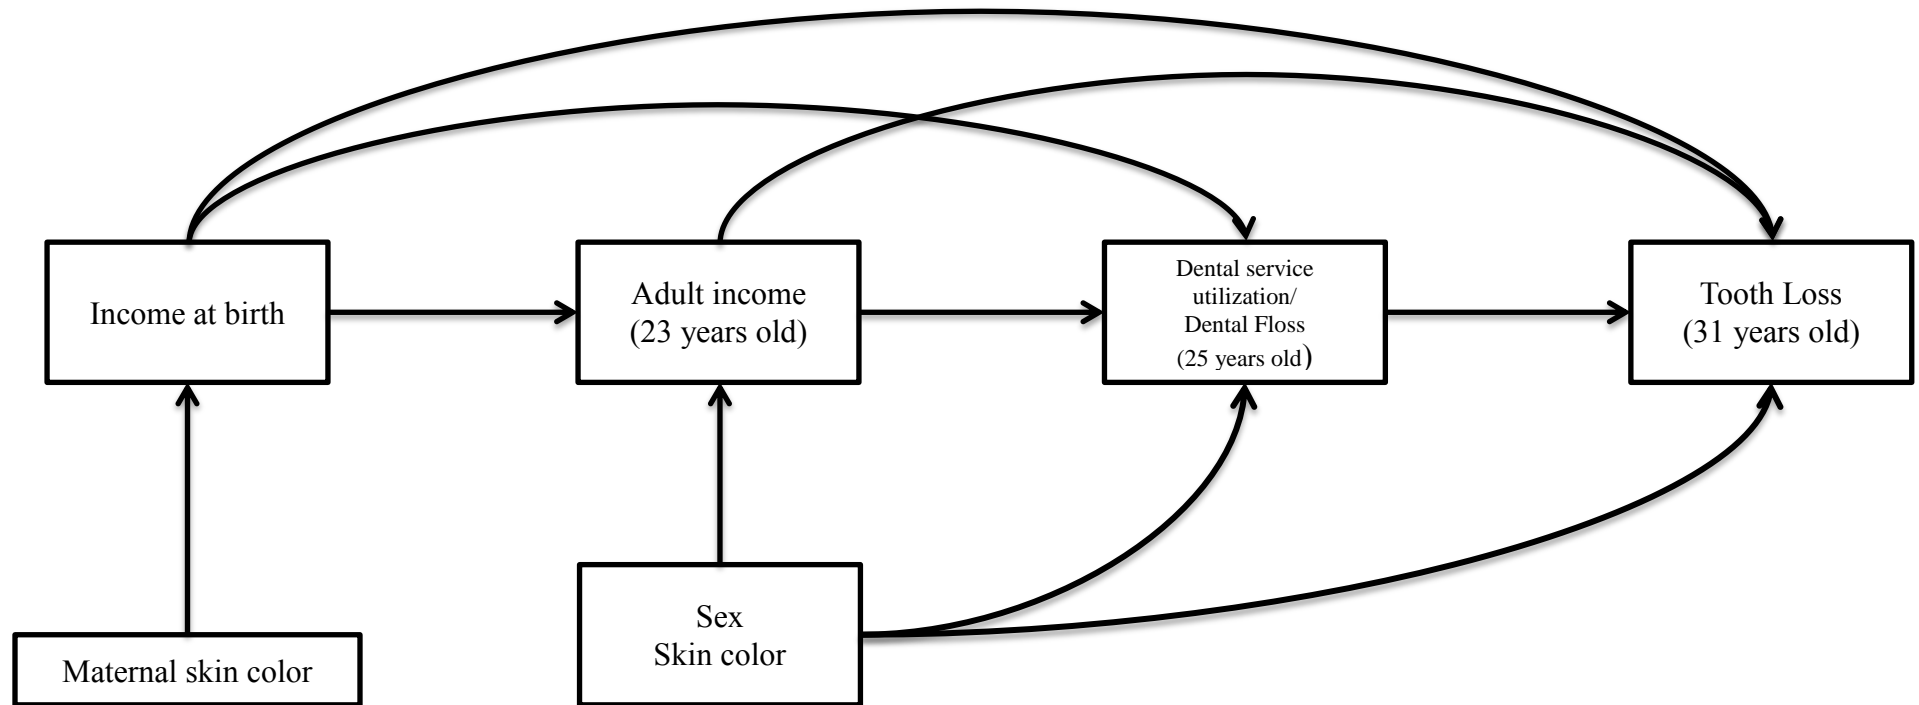 Income at birth
Adult income
(23 years old)
Dental service
utilization/
Dental Floss
(25 years old)
Tooth Loss
(31 years old)
Maternal skin color
Sex
Skin color